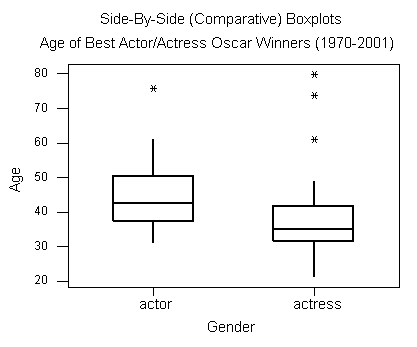 Side-By-Side (Comparative) Boxplots
Age of Best Actor/Actress Oscar Winners (1970-2001)
80
70
60
50
40
30
20
Age
actor actress
Gender